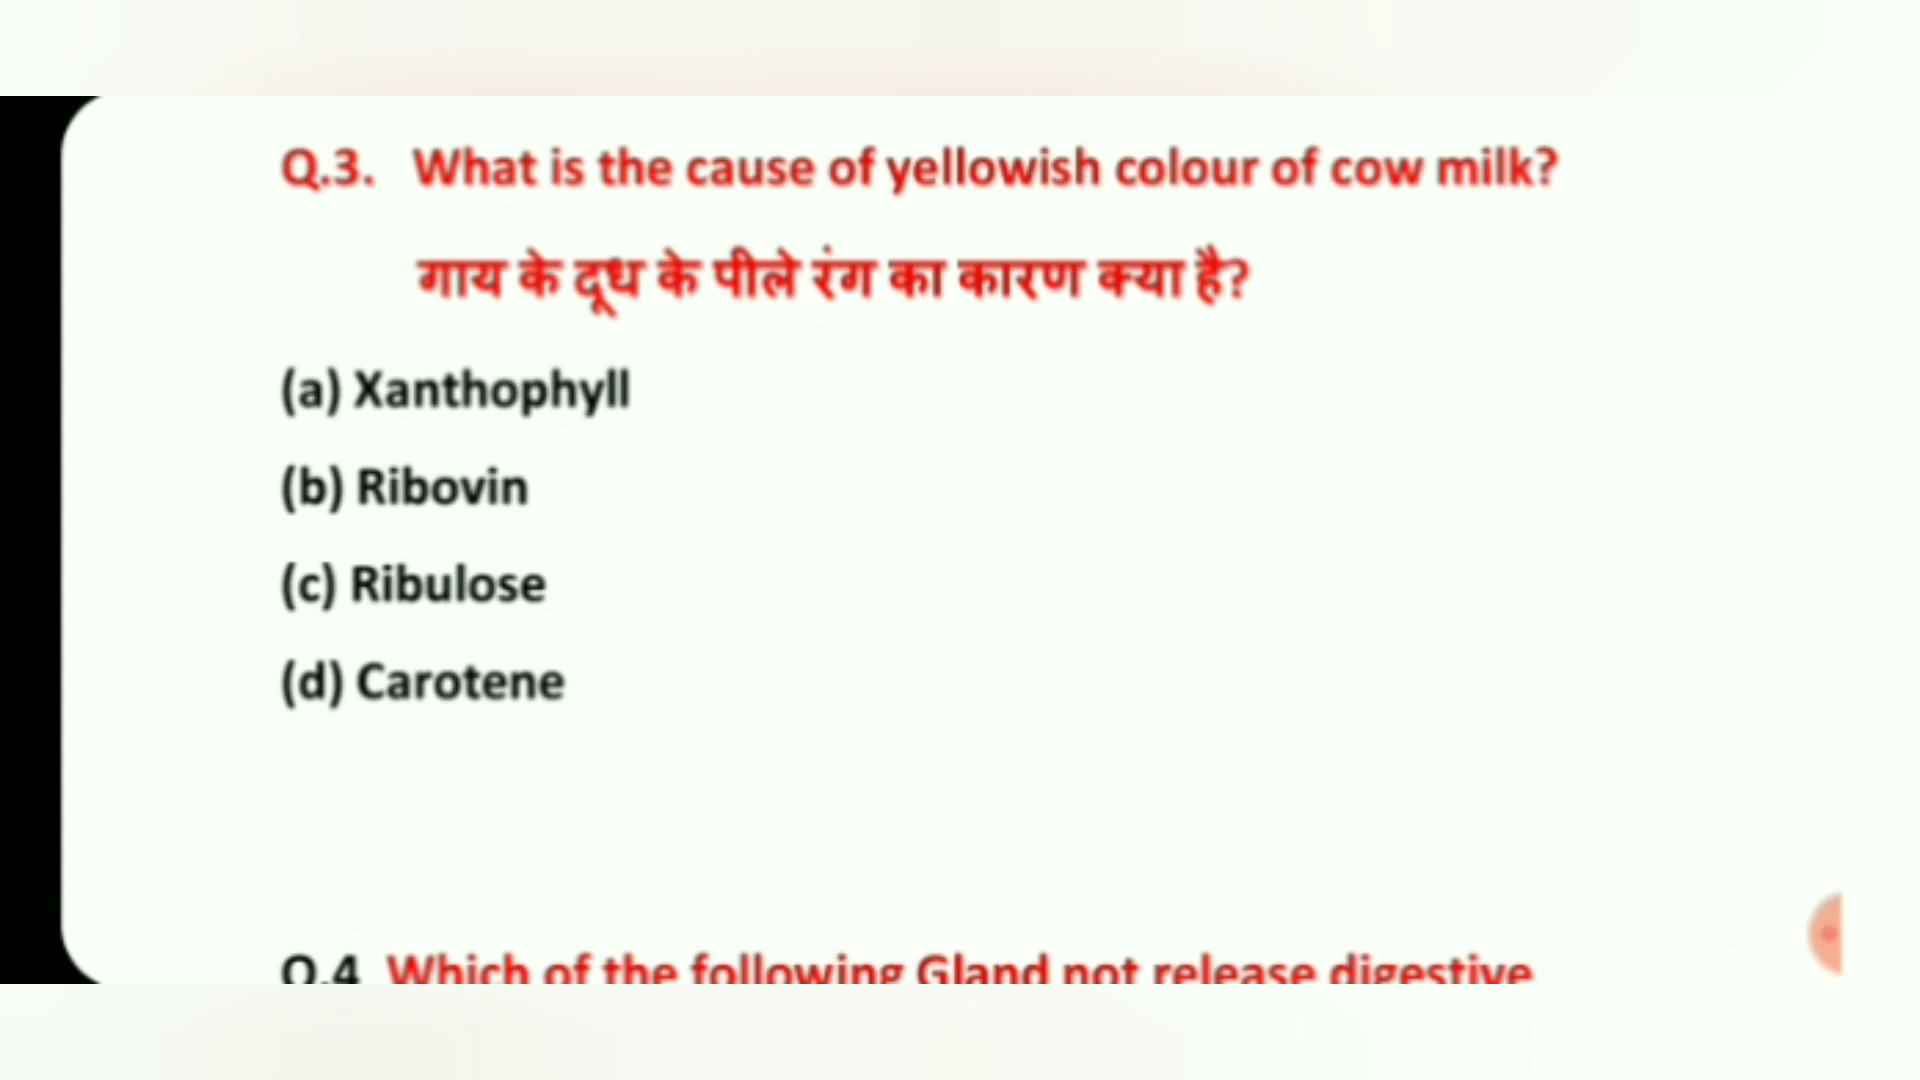 Q.3. What is the cause of yellowish colour of cow milk?
गाय के दूध के पीले रंग का कारण क्या है?
(a) Xanthophyll
(b) Ribovin
(c) Ribulose
(d) Carotene
Q.4 Which of the following Gland not release digestive